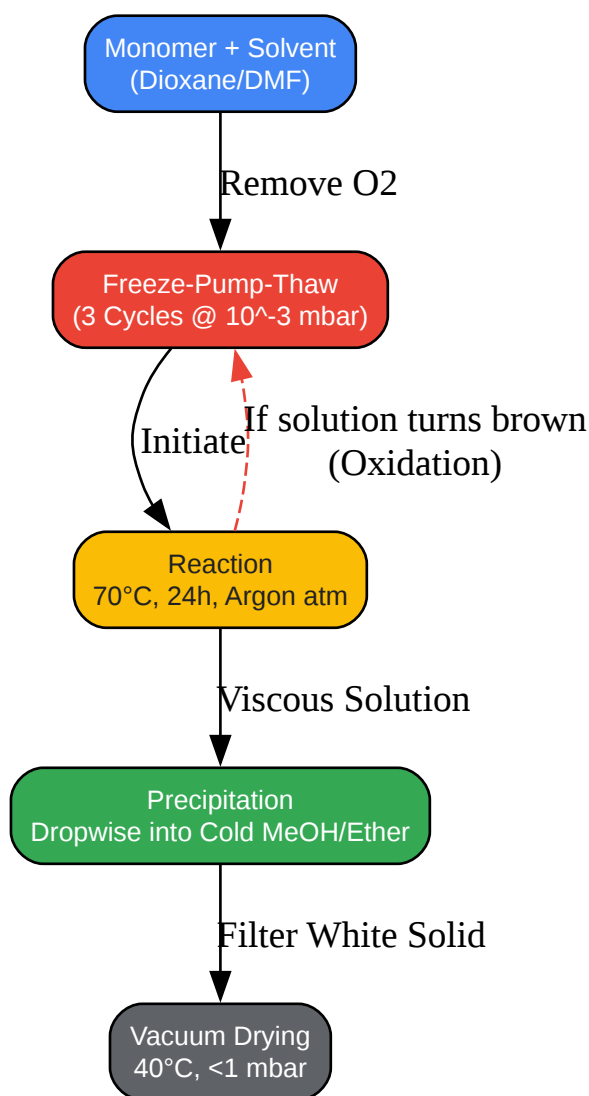 Monomer + Solvent
(Dioxane/DMF)
Remove O2
Freeze-Pump-Thaw
(3 Cycles @ 10^-3 mbar)
Initiate
If solution turns brown
(Oxidation)
Reaction
70°C, 24h, Argon atm
Viscous Solution
Precipitation
Dropwise into Cold MeOH/Ether
Filter White Solid
Vacuum Drying
40°C, <1 mbar